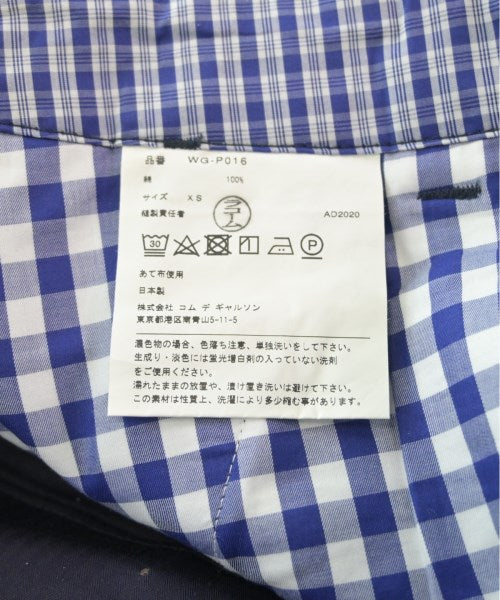 品番 WG-P016
綿 100%
サイズ XS
縫製責任者 AD2020
30 P
あて布使用
日本製
株式会社 コム デ ギャルソン
東京都港区南青山5-11-5
濃色物の場合、色落ち注意、単独洗いをして下さい。
生成り・淡色には蛍光増白剤の入っていない洗剤
をご使用ください。
濡れたままの放置や、漬け置き洗いは避けて下さい。
この素材は性質上、洗濯により多少縮む事があります。